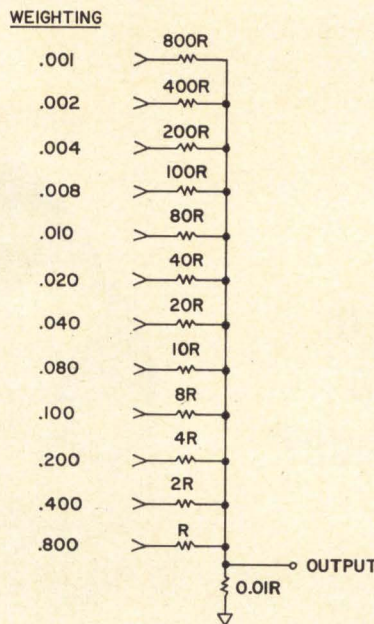 WEIGHTING
800R
.001
400R
.002
200R
.004
100R
.008
80R
.010
40R
.020
20R
.040
10R
.080
8R
.100
4R
.200
2R
.400
R
.800
OUTPUT
0.01R